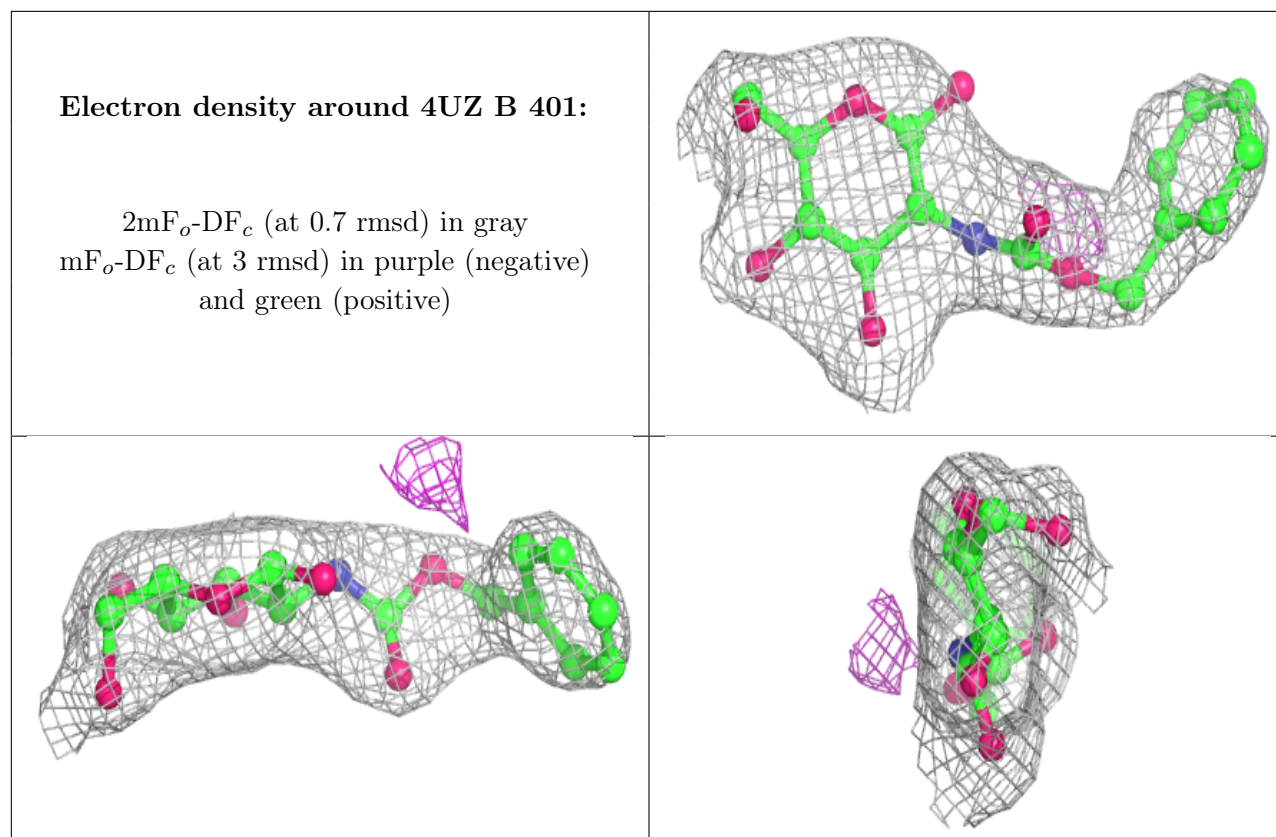 Electron density around 4UZ B 401:
2mFo-DFc (at 0.7 rmsd) in gray
mFo-DFc (at 3 rmsd) in purple (negative)
and green (positive)